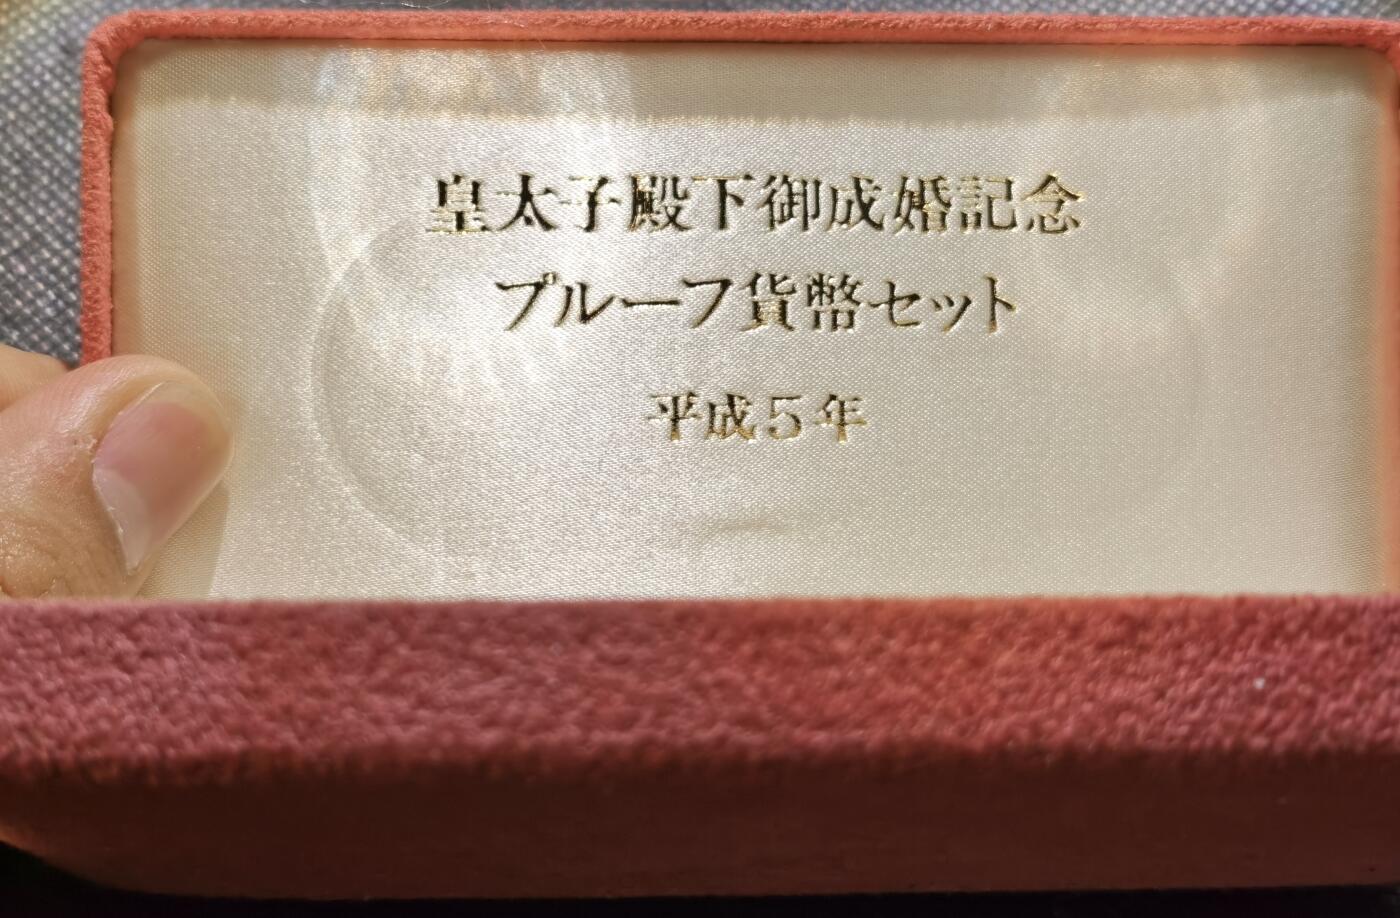 皇太子殿下御成婚記念
プルーフ貨幣セット
平成5年